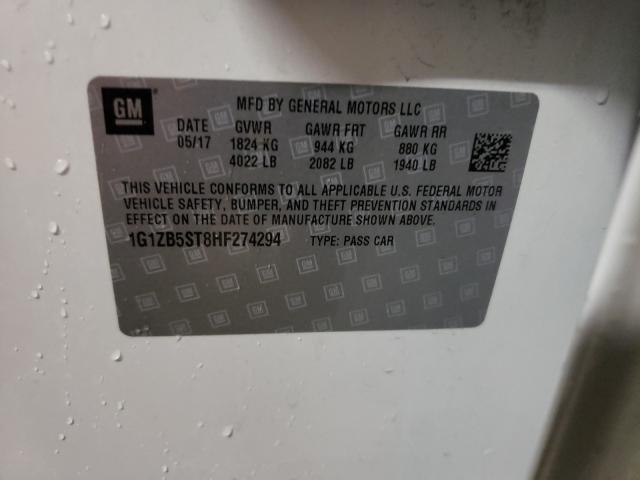 GM
MFD BY GENERAL MOTORS LLC
DATE GVWR GAWR FRT GAWR RR
05/17 1824 KG 944 KG 880 KG
4022 LB 2082 LB 1940 LB
THIS VEHICLE CONFORMS TO ALL APPLICABLE U.S. FEDERAL MOTOR
VEHICLE SAFETY, BUMPER, AND THEFT PREVENTION STANDARDS IN
EFFECT ON THE DATE OF MANUFACTURE SHOWN ABOVE.
1G1ZB5ST8HF274294 TYPE: PASS CAR